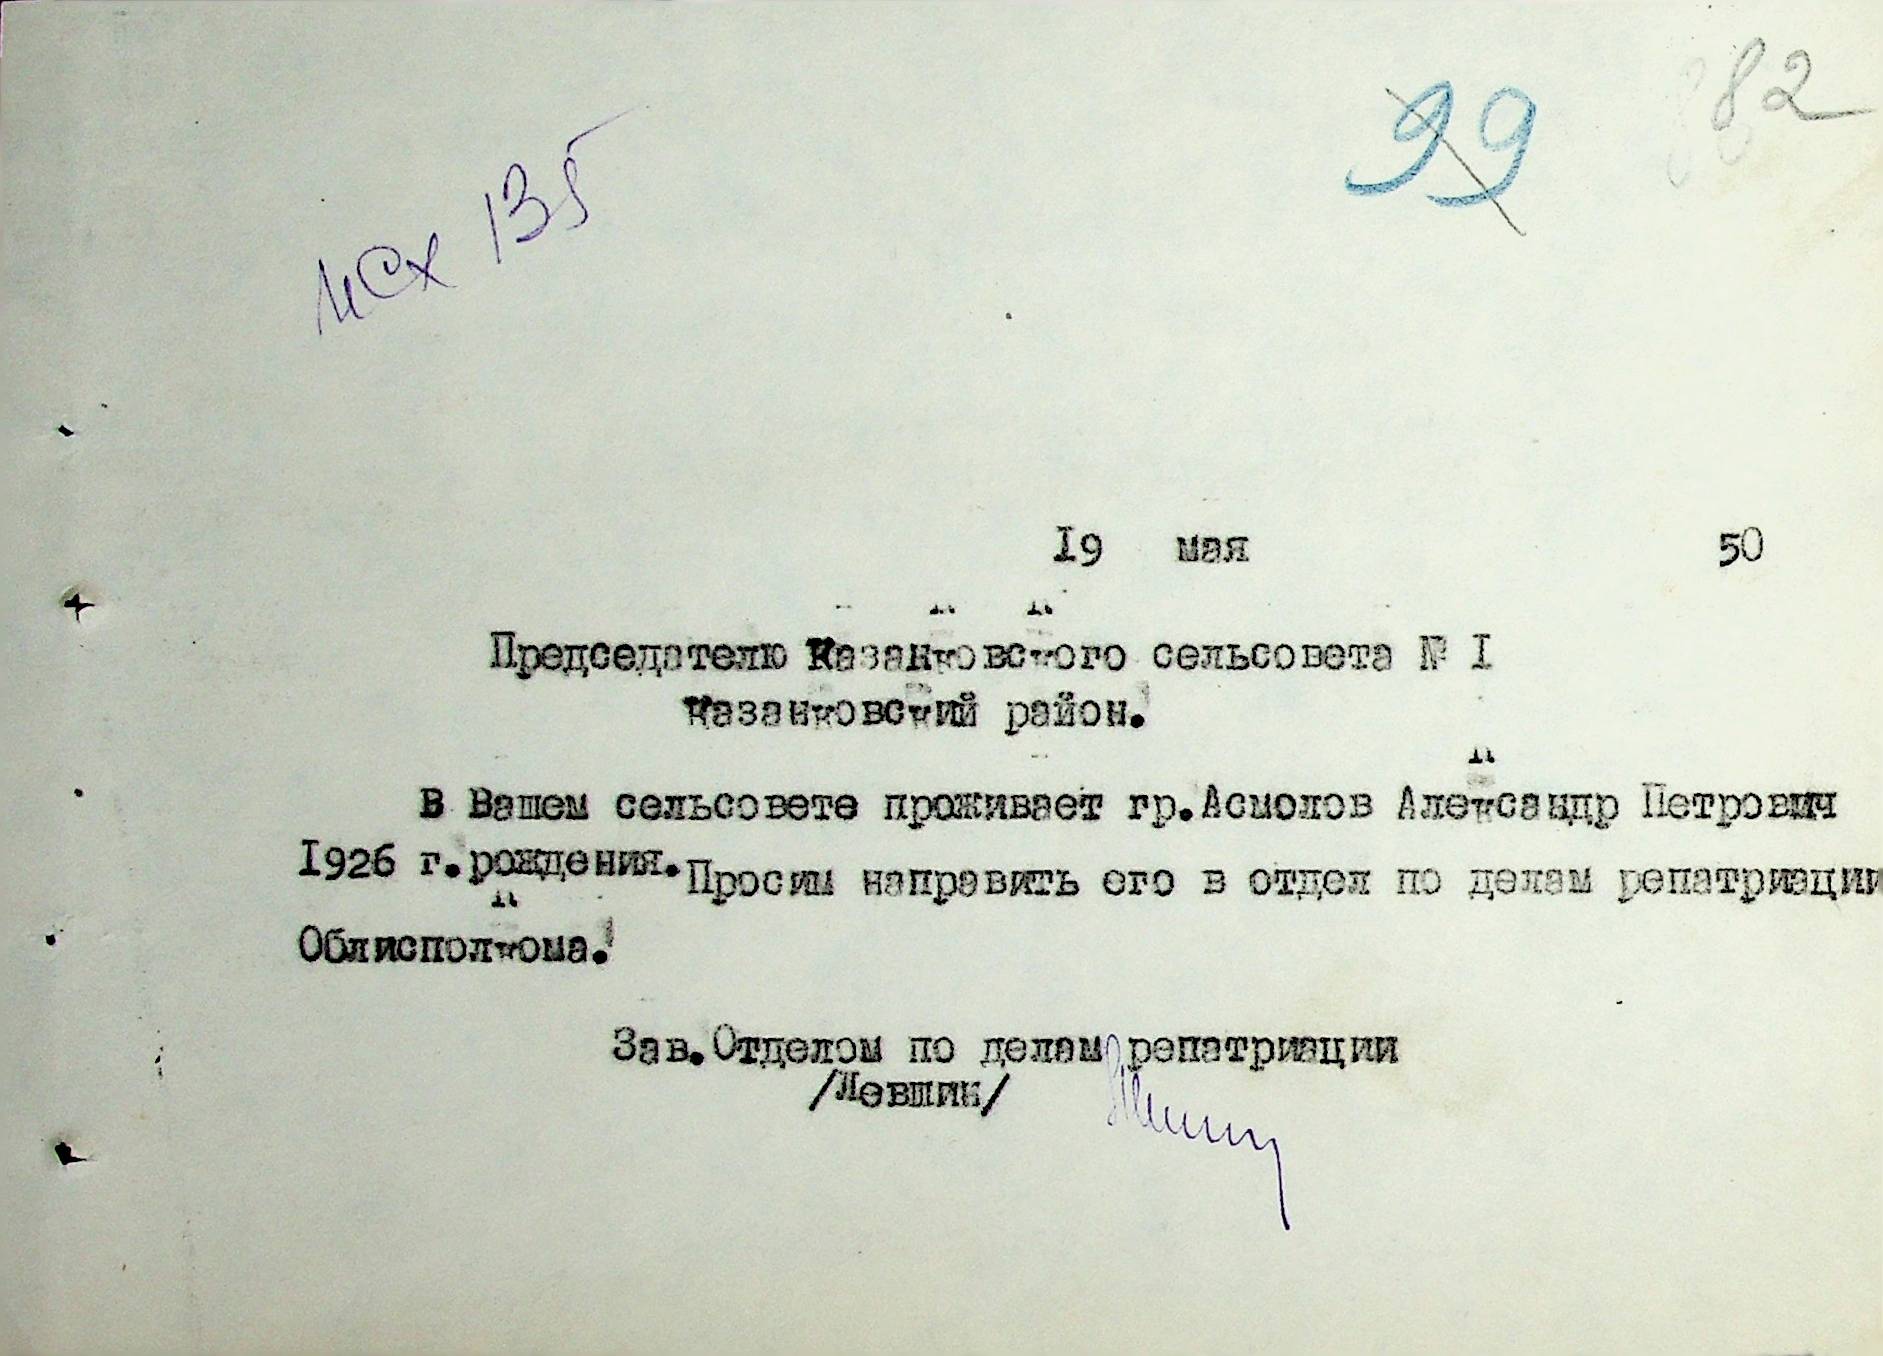 882
99
исх 135
19 мая 50
Председателю Казанковского сельсовета № I
Казанковский район.
В Вашем сельсовете проживает гр.Асмолов Александр Петрович
1926 г.рождения.Просим направить его в отдел по делам репатриации
Облисполкома.
Зав.Отделом по делам репатриации
/Левшик/